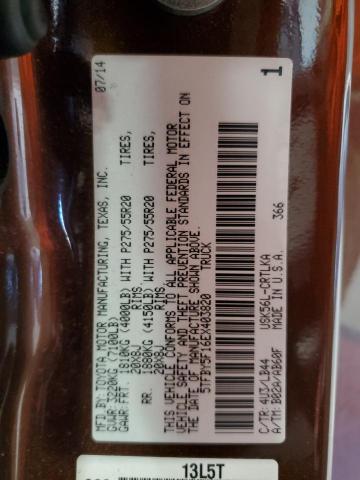 MFD BY: TOYOTA MOTOR MANUFACTURING, TEXAS, INC. 07/14
GVWR 3220KG (7100LB)
GAWR: FRT. 1810KG (4000LB) WITH P275/55R20 TIRES,
20X8J RIMS.
RR. 1880KG (4150LB) WITH P275/55R20 TIRES,
20X8J RIMS.
THIS VEHICLE CONFORMS TO ALL APPLICABLE FEDERAL MOTOR
VEHICLE SAFETY AND THEFT PREVENTION STANDARDS IN EFFECT ON
THE DATE OF MANUFACTURE SHOWN ABOVE.
5TFBY5F16EX403820 TRUCK
1
C/TR: 4U3/LB44 USK56L-CRTLKA 366
A/TM: B02A/AB60F MADE IN U.S.A.
13L5T